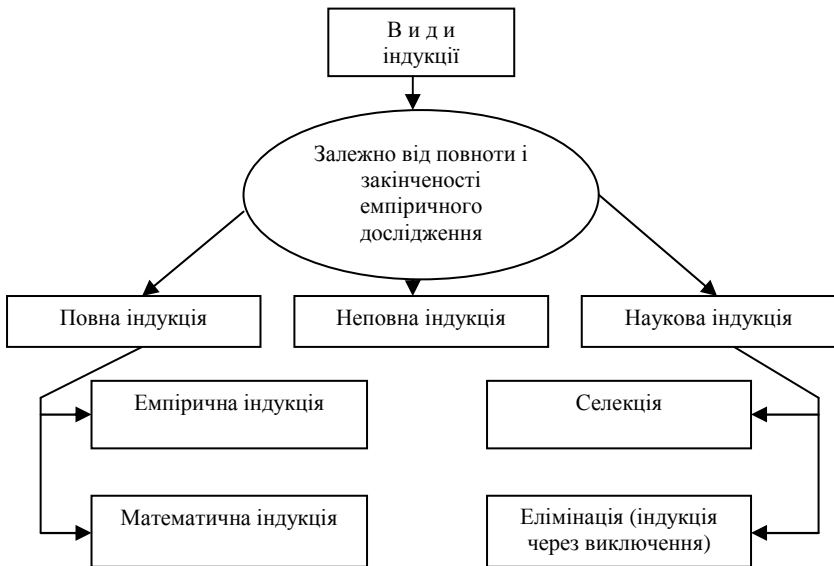 В и д и
індукції
Залежно від повноти і
закінченості
емпіричного
дослідження
Повна індукція
Неповна індукція
Наукова індукція
Емпірична індукція
Селекція
Математична індукція
Елімінація (індукція
через виключення)